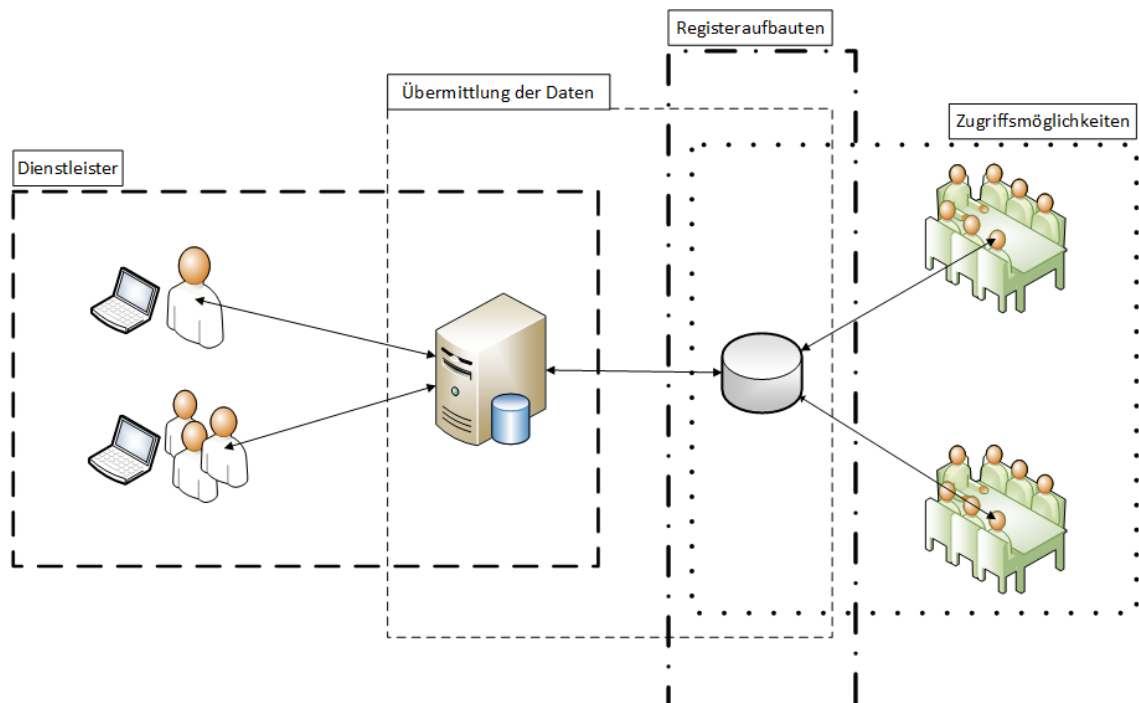 Registeraufbauten
Übermittlung der Daten
Zugriffsmöglichkeiten
Dienstleister